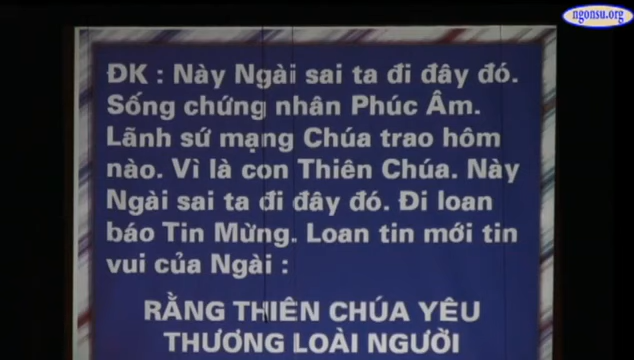 ngonsu.org
ĐK : Này Ngài sai ta đi đây đó.
Sống chứng nhân Phúc Âm.
Lãnh sứ mạng Chúa trao hôm
nào. Vì là con Thiên Chúa. Này
Ngài sai ta đi đây đó. Đi loan
báo Tin Mừng. Loan tin mới tin
vui của Ngài :
RẰNG THIÊN CHÚA YÊU
THƯƠNG LOÀI NGƯỜI